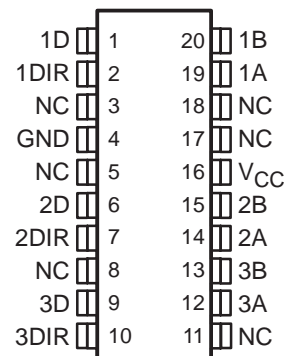 1D 1 20 1B
1DIR 2 19 1A
NC 3 18 NC
GND 4 17 NC
NC 5 16 VCC
2D 6 15 2B
2DIR 7 14 2A
NC 8 13 3B
3D 9 12 3A
3DIR 10 11 NC